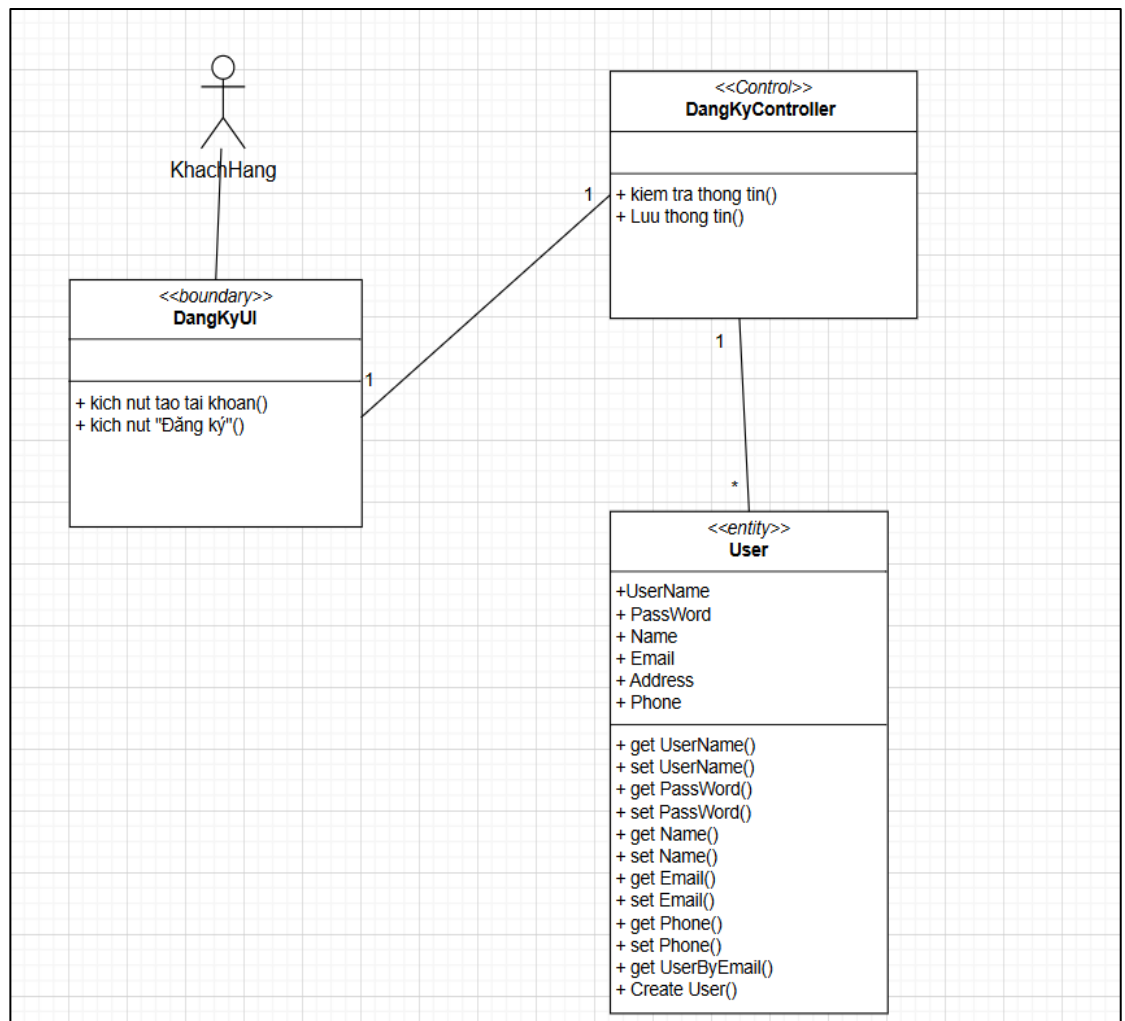 KhachHang
<<boundary>>
DangKyUI
+ kich nut tao tai khoan()
+ kich nut "Đăng ký"()
1
1
<<Control>>
DangKyController
+ kiem tra thong tin()
+ Luu thong tin()
1
*
<<entity>>
User
+UserName
+ PassWord
+ Name
+ Email
+ Address
+ Phone
+ get UserName()
+ set UserName()
+ get PassWord()
+ set PassWord()
+ get Name()
+ set Name()
+ get Email()
+ set Email()
+ get Phone()
+ set Phone()
+ get UserByEmail()
+ Create User()